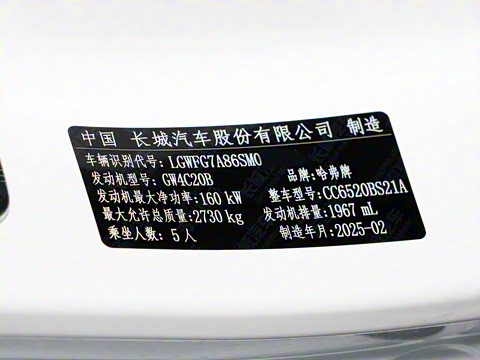 中国 长城汽车股份有限公司 制造
车辆识别代号: LGWFG7A86SM0
品牌: 哈弗牌
发动机型号: GW4C20B
整车型号: CC6520BS21A
发动机最大净功率: 160 kW
发动机排量: 1967 mL
最大允许总质量: 2730 kg
制造年月: 2025-02
乘坐人数: 5 人